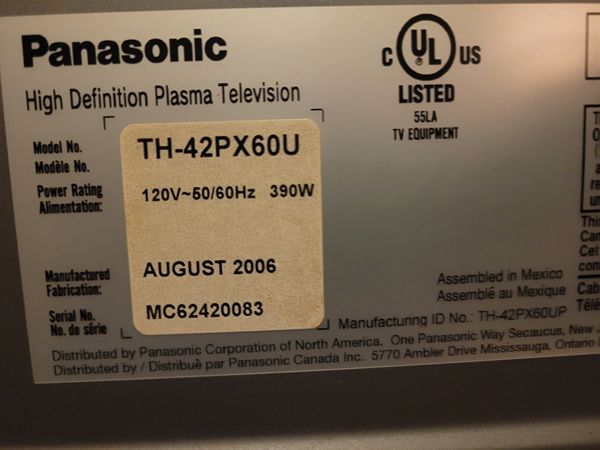 Panasonic
High Definition Plasma Television
Model No. TH-42PX60U
Modèle No.
Power Rating 120V~50/60Hz 390W
Alimentation:
Manufactured AUGUST 2006
Fabrication:
Serial No. MC62420083
No. de série
C UL US
LISTED
55LA
TV EQUIPMENT
Assembled in Mexico
Assemblé au Mexique
Manufacturing ID No.: TH-42PX60UP
Distributed by Panasonic Corporation of North America. One Panasonic Way Secaucus, New
Distributed by / Distribuè par Panasonic Canada Inc. 5770 Ambler Drive Mississauga, Ontario